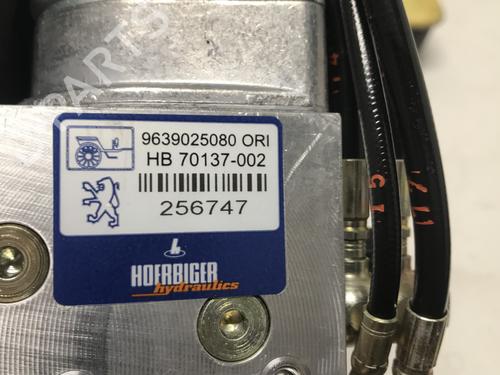 9639025080 ORI
HB 70137-002
256747
HOERBIGER
hydraulics